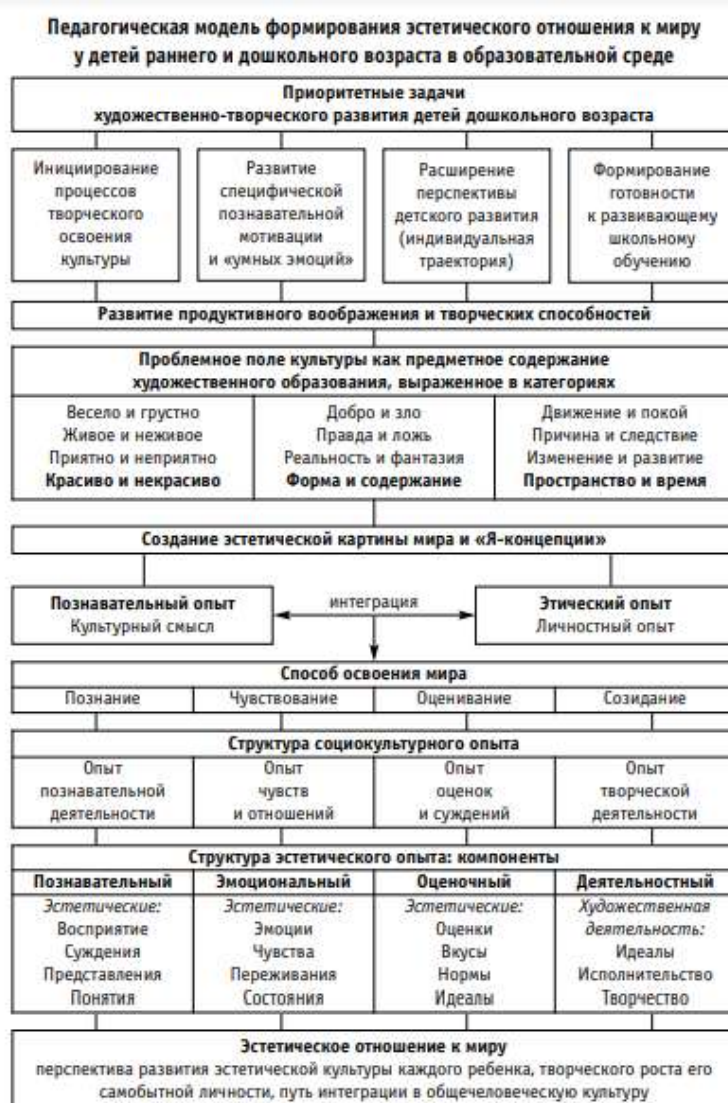 Педагогическая модель формирования эстетического отношения к миру
у детей раннего и дошкольного возраста в образовательной среде
Приоритетные задачи
художественно-творческого развития детей дошкольного возраста
Инициирование
процессов
творческого
освоения
культуры
Развитие
специфической
познавательной
мотивации
и «умных эмоций»
Расширение
перспективы
детского развития
(индивидуальная
траектория)
Формирование
готовности
к развивающему
школьному
обучению
Развитие продуктивного воображения и творческих способностей
Проблемное поле культуры как предметное содержание
художественного образования, выраженное в категориях
Весело и грустно
Живое и неживое
Приятно и неприятно
Красиво и некрасиво
Добро и зло
Правда и ложь
Реальность и фантазия
Форма и содержание
Движение и покой
Причина и следствие
Изменение и развитие
Пространство и время
Создание эстетической картины мира и «Я-концепции»
Познавательный опыт
Культурный смысл
интеграция
Этический опыт
Личностный опыт
Способ освоения мира
Познание
Чувствование
Оценивание
Созидание
Структура социокультурного опыта
Опыт
познавательной
деятельности
Опыт
чувств
и отношений
Опыт
оценок
и суждений
Опыт
творческой
деятельности
Структура эстетического опыта: компоненты
Познавательный
Эстетические:
Восприятие
Суждения
Представления
Понятия
Эмоциональный
Эстетические:
Эмоции
Чувства
Переживания
Состояния
Оценочный
Эстетические:
Оценки
Вкусы
Нормы
Идеалы
Деятельностный
Художественная
деятельность:
Идеалы
Исполнительство
Творчество
Эстетическое отношение к миру
перспектива развития эстетической культуры каждого ребенка, творческого роста его
самобытной личности, путь интеграции в общечеловеческую культуру